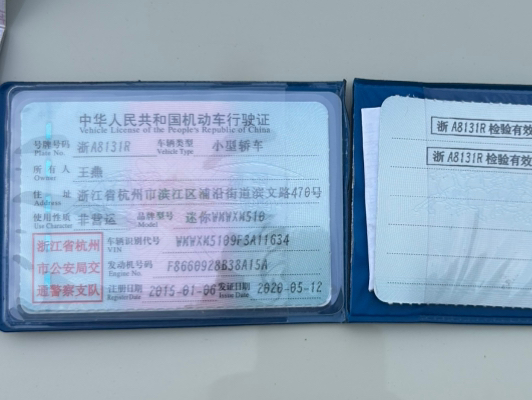 中华人民共和国机动车行驶证
Vehicle License of the People's Republic of China
号牌号码 Plate No. 浙A8131R 车辆类型 Vehicle Type 小型轿车
所有人 Owner 王燕
住址 Address 浙江省杭州市滨江区浦沿街道滨文路470号
使用性质 Use Character 非营运 品牌型号 Model 迷你WMWXM510
车辆识别代号 VIN WMWXM5109F3A11634
发动机号码 Engine No. F8660928B38A15A
注册日期 Register Date 2015-01-06 发证日期 Issue Date 2020-05-12
浙江省杭州
市公安局交
通警察支队
浙A8131R 检验有效
浙A8131R 检验有效